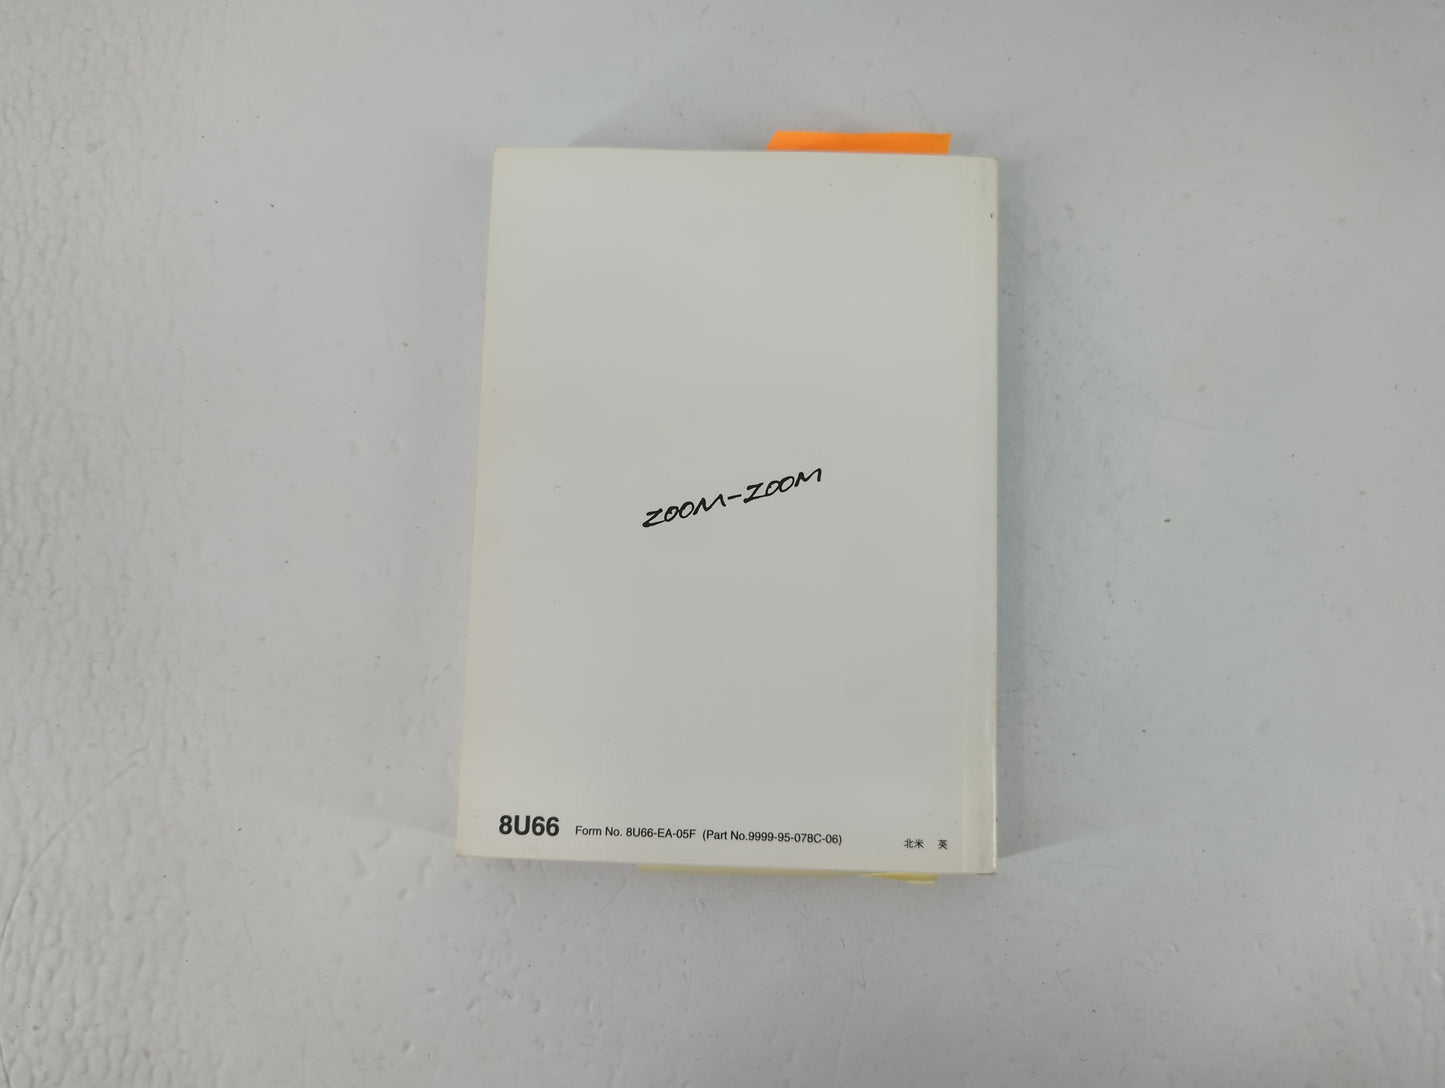 ZOOM-ZOOM
8U66 Form No. 8U66-EA-05F (Part No.9999-95-078C-06) 北米 英